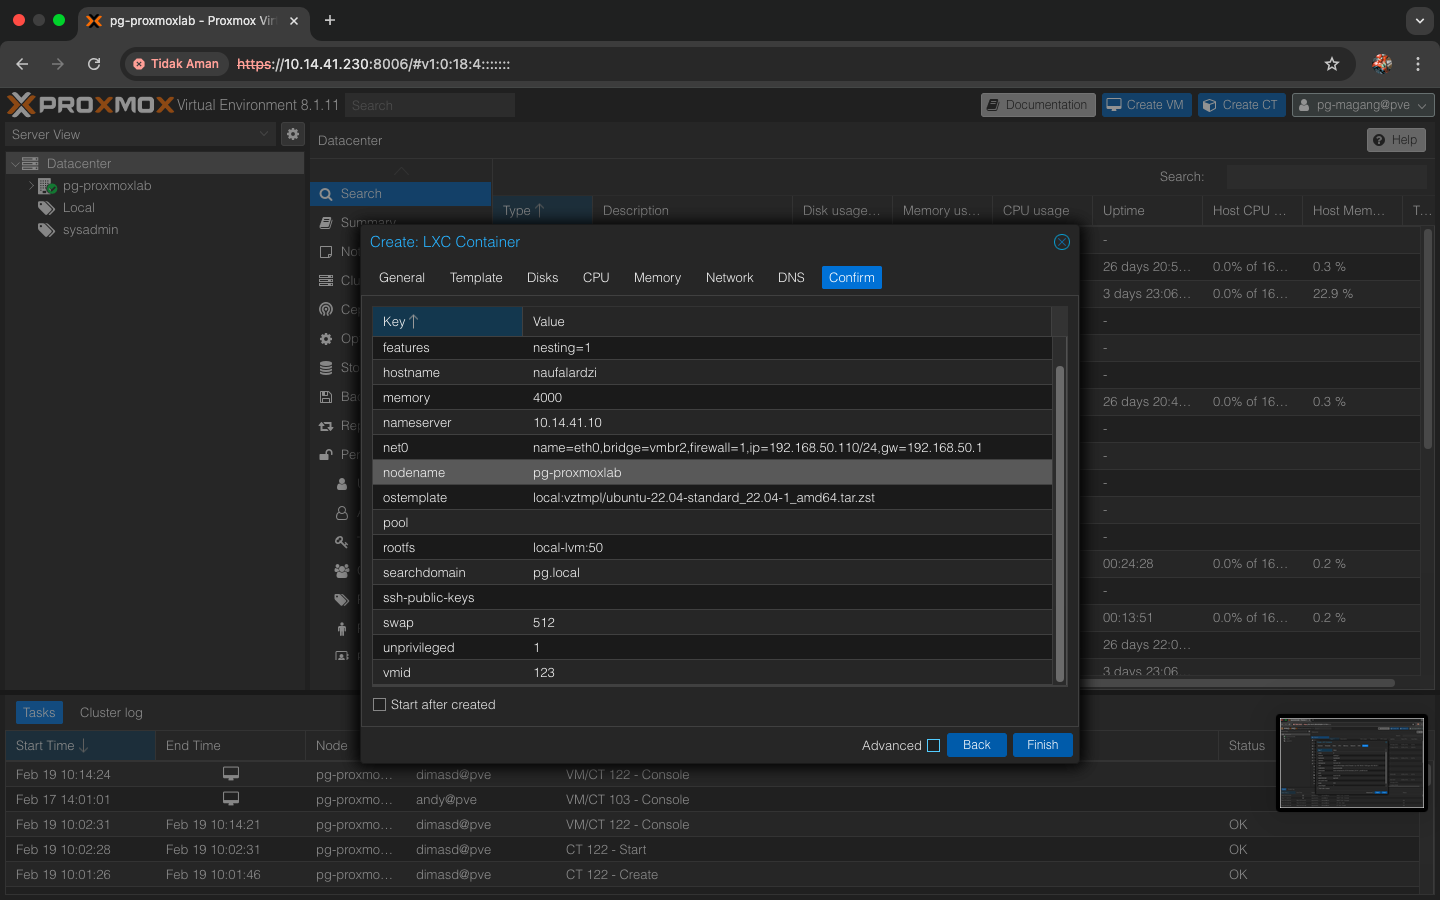 pg-proxmoxlab - Proxmox Vir
Tidak Aman
https://10.14.41.230:8006/#v1:0:18:4:::::::
PROXMOX Virtual Environment 8.1.11
Search
Documentation
Create VM
Create CT
pg-magang@pve
Server View
Datacenter
Help
Datacenter
pg-proxmoxlab
Local
sysadmin
Search
Summary
Search:
Type
Description
Disk usage...
Memory us...
CPU usage
Uptime
Host CPU ...
Host Mem...
T...
-
26 days 20:5... 0.0% of 16... 0.3 %
3 days 23:06... 0.0% of 16... 22.9 %
-
-
-
26 days 20:4... 0.0% of 16... 0.3 %
-
-
-
-
-
00:24:28 0.0% of 16... 0.2 %
-
00:13:51 0.0% of 16... 0.2 %
26 days 22:0...
3 days 23:06
Create: LXC Container
General Template Disks CPU Memory Network DNS Confirm
Key Value
features nesting=1
hostname naufalardzi
memory 4000
nameserver 10.14.41.10
net0 name=eth0,bridge=vmbr2,firewall=1,ip=192.168.50.110/24,gw=192.168.50.1
nodename pg-proxmoxlab
ostemplate local:vztmpl/ubuntu-22.04-standard_22.04-1_amd64.tar.zst
pool
rootfs local-lvm:50
searchdomain pg.local
ssh-public-keys
swap 512
unprivileged 1
vmid 123
Start after created
Advanced Back Finish
Tasks Cluster log
Start Time End Time Node Status
Feb 19 10:14:24 pg-proxmo... dimasd@pve VM/CT 122 - Console
Feb 17 14:01:01 pg-proxmo... andy@pve VM/CT 103 - Console
Feb 19 10:02:31 Feb 19 10:14:21 pg-proxmo... dimasd@pve VM/CT 122 - Console OK
Feb 19 10:02:28 Feb 19 10:02:31 pg-proxmo... dimasd@pve CT 122 - Start OK
Feb 19 10:01:26 Feb 19 10:01:46 pg-proxmo... dimasd@pve CT 122 - Create OK